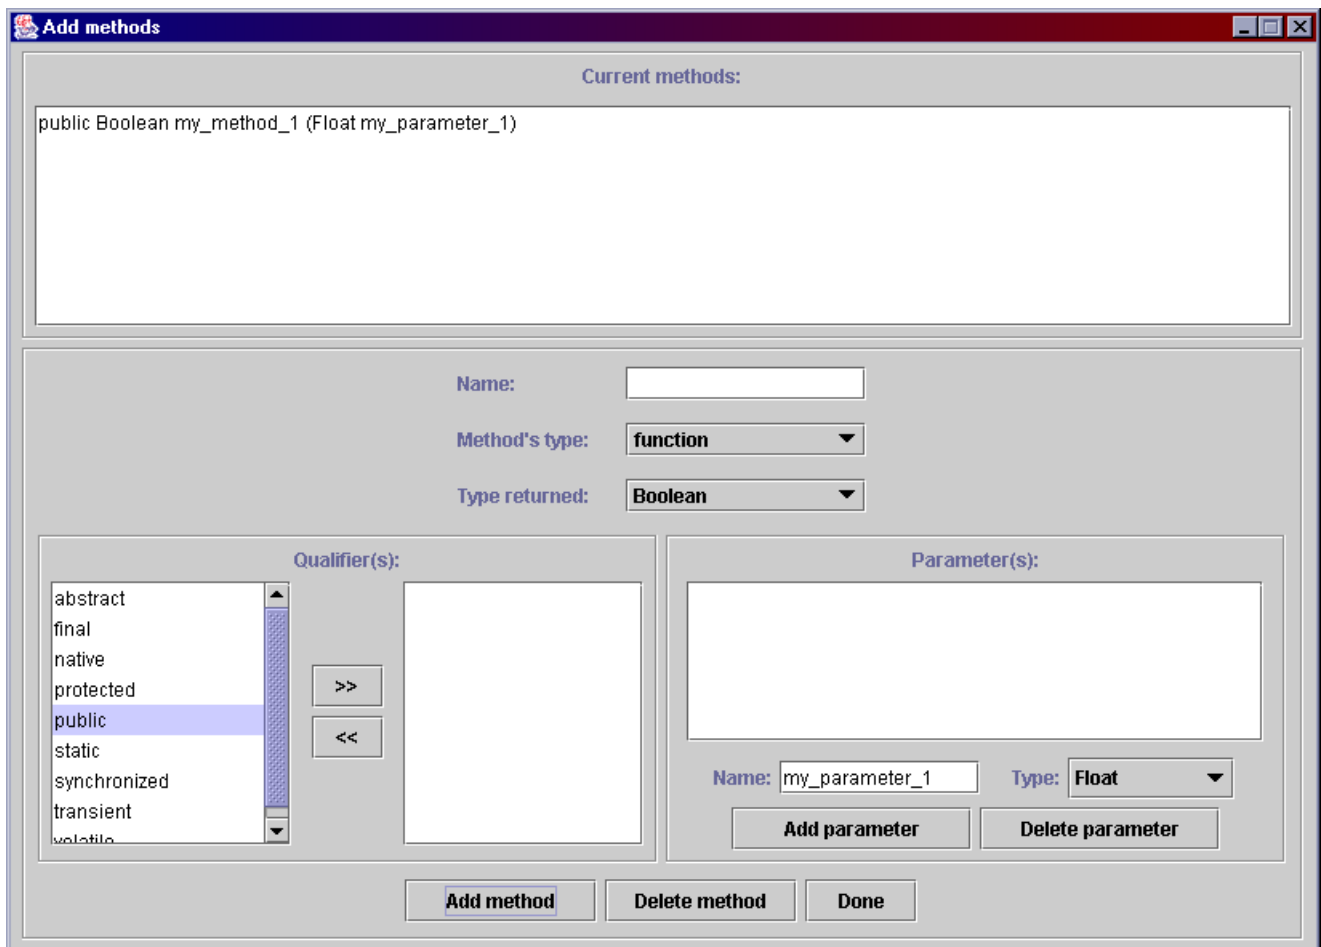 Add methods
Current methods:
public Boolean my_method_1 (Float my_parameter_1)
Name:
Method's type: function
Type returned: Boolean
Qualifier(s):
abstract
final
native
protected
public
static
synchronized
transient
volatile
>>
<<
Parameter(s):
Name: my_parameter_1 Type: Float
Add parameter Delete parameter
Add method Delete method Done